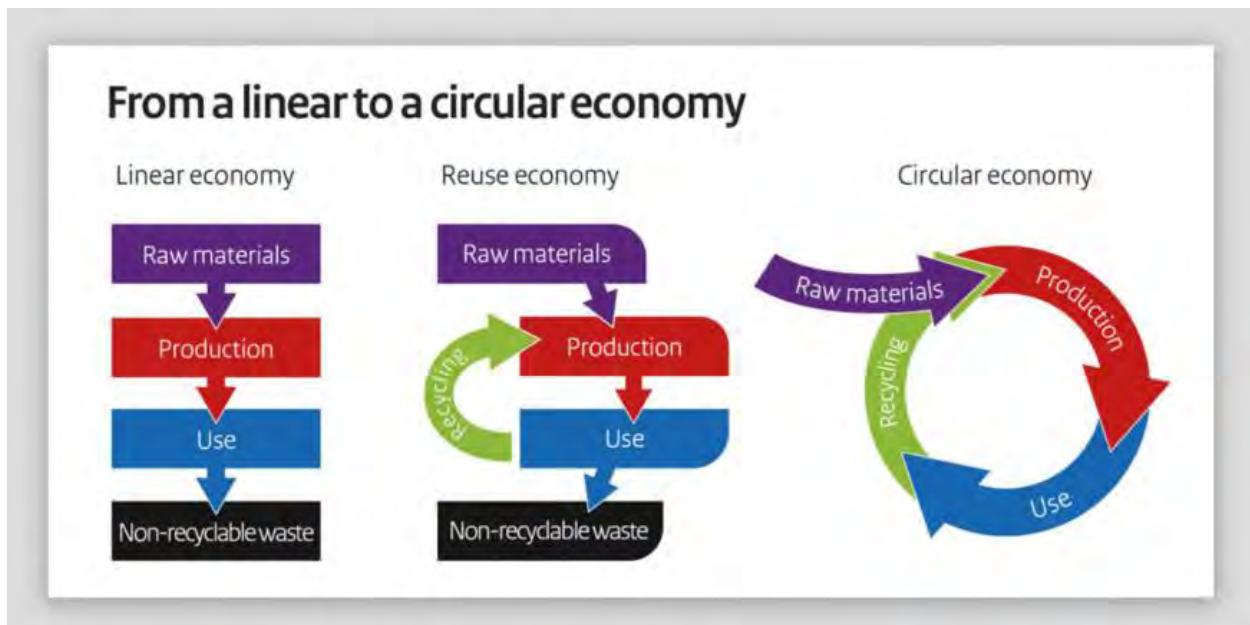 From a linear to a circular economy
Linear economy
Raw materials
Production
Use
Non-recyclable waste
Reuse economy
Raw materials
Recycling
Production
Use
Non-recyclable waste
Circular economy
Raw materials
Production
Use
Recycling